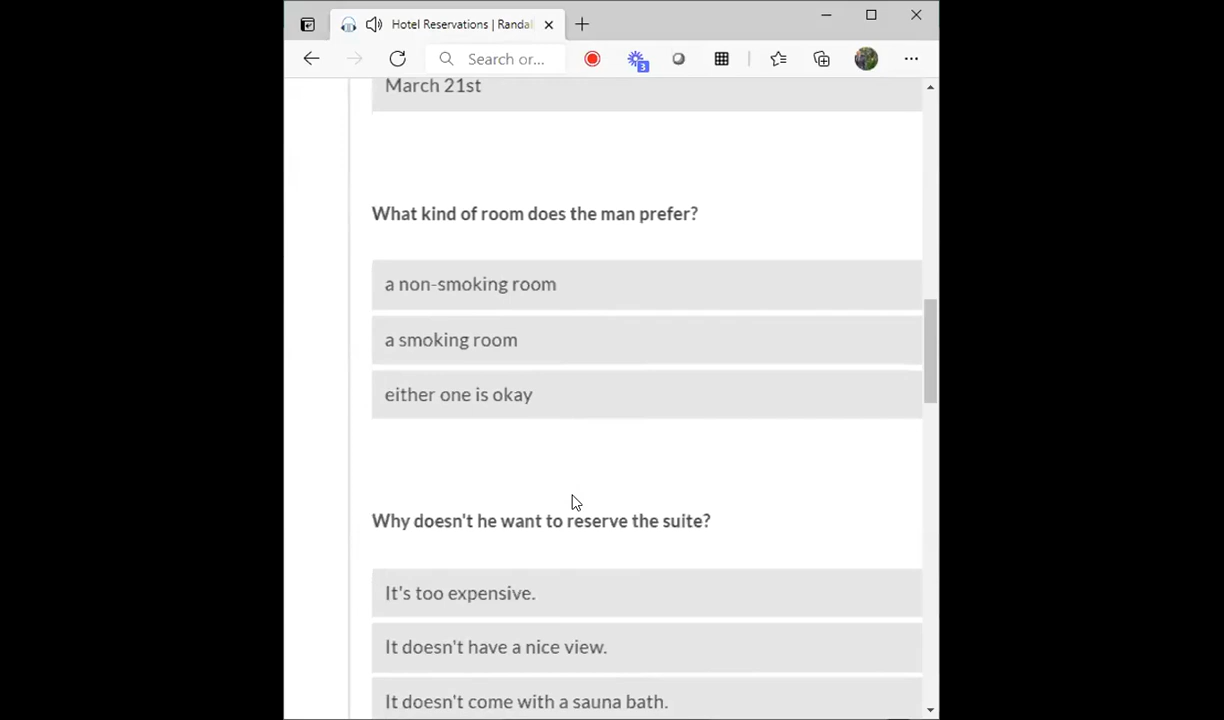 Hotel Reservations | Randal
Search or...
3
March 21st
What kind of room does the man prefer?
a non-smoking room
a smoking room
either one is okay
Why doesn't he want to reserve the suite?
It's too expensive.
It doesn't have a nice view.
It doesn't come with a sauna bath.